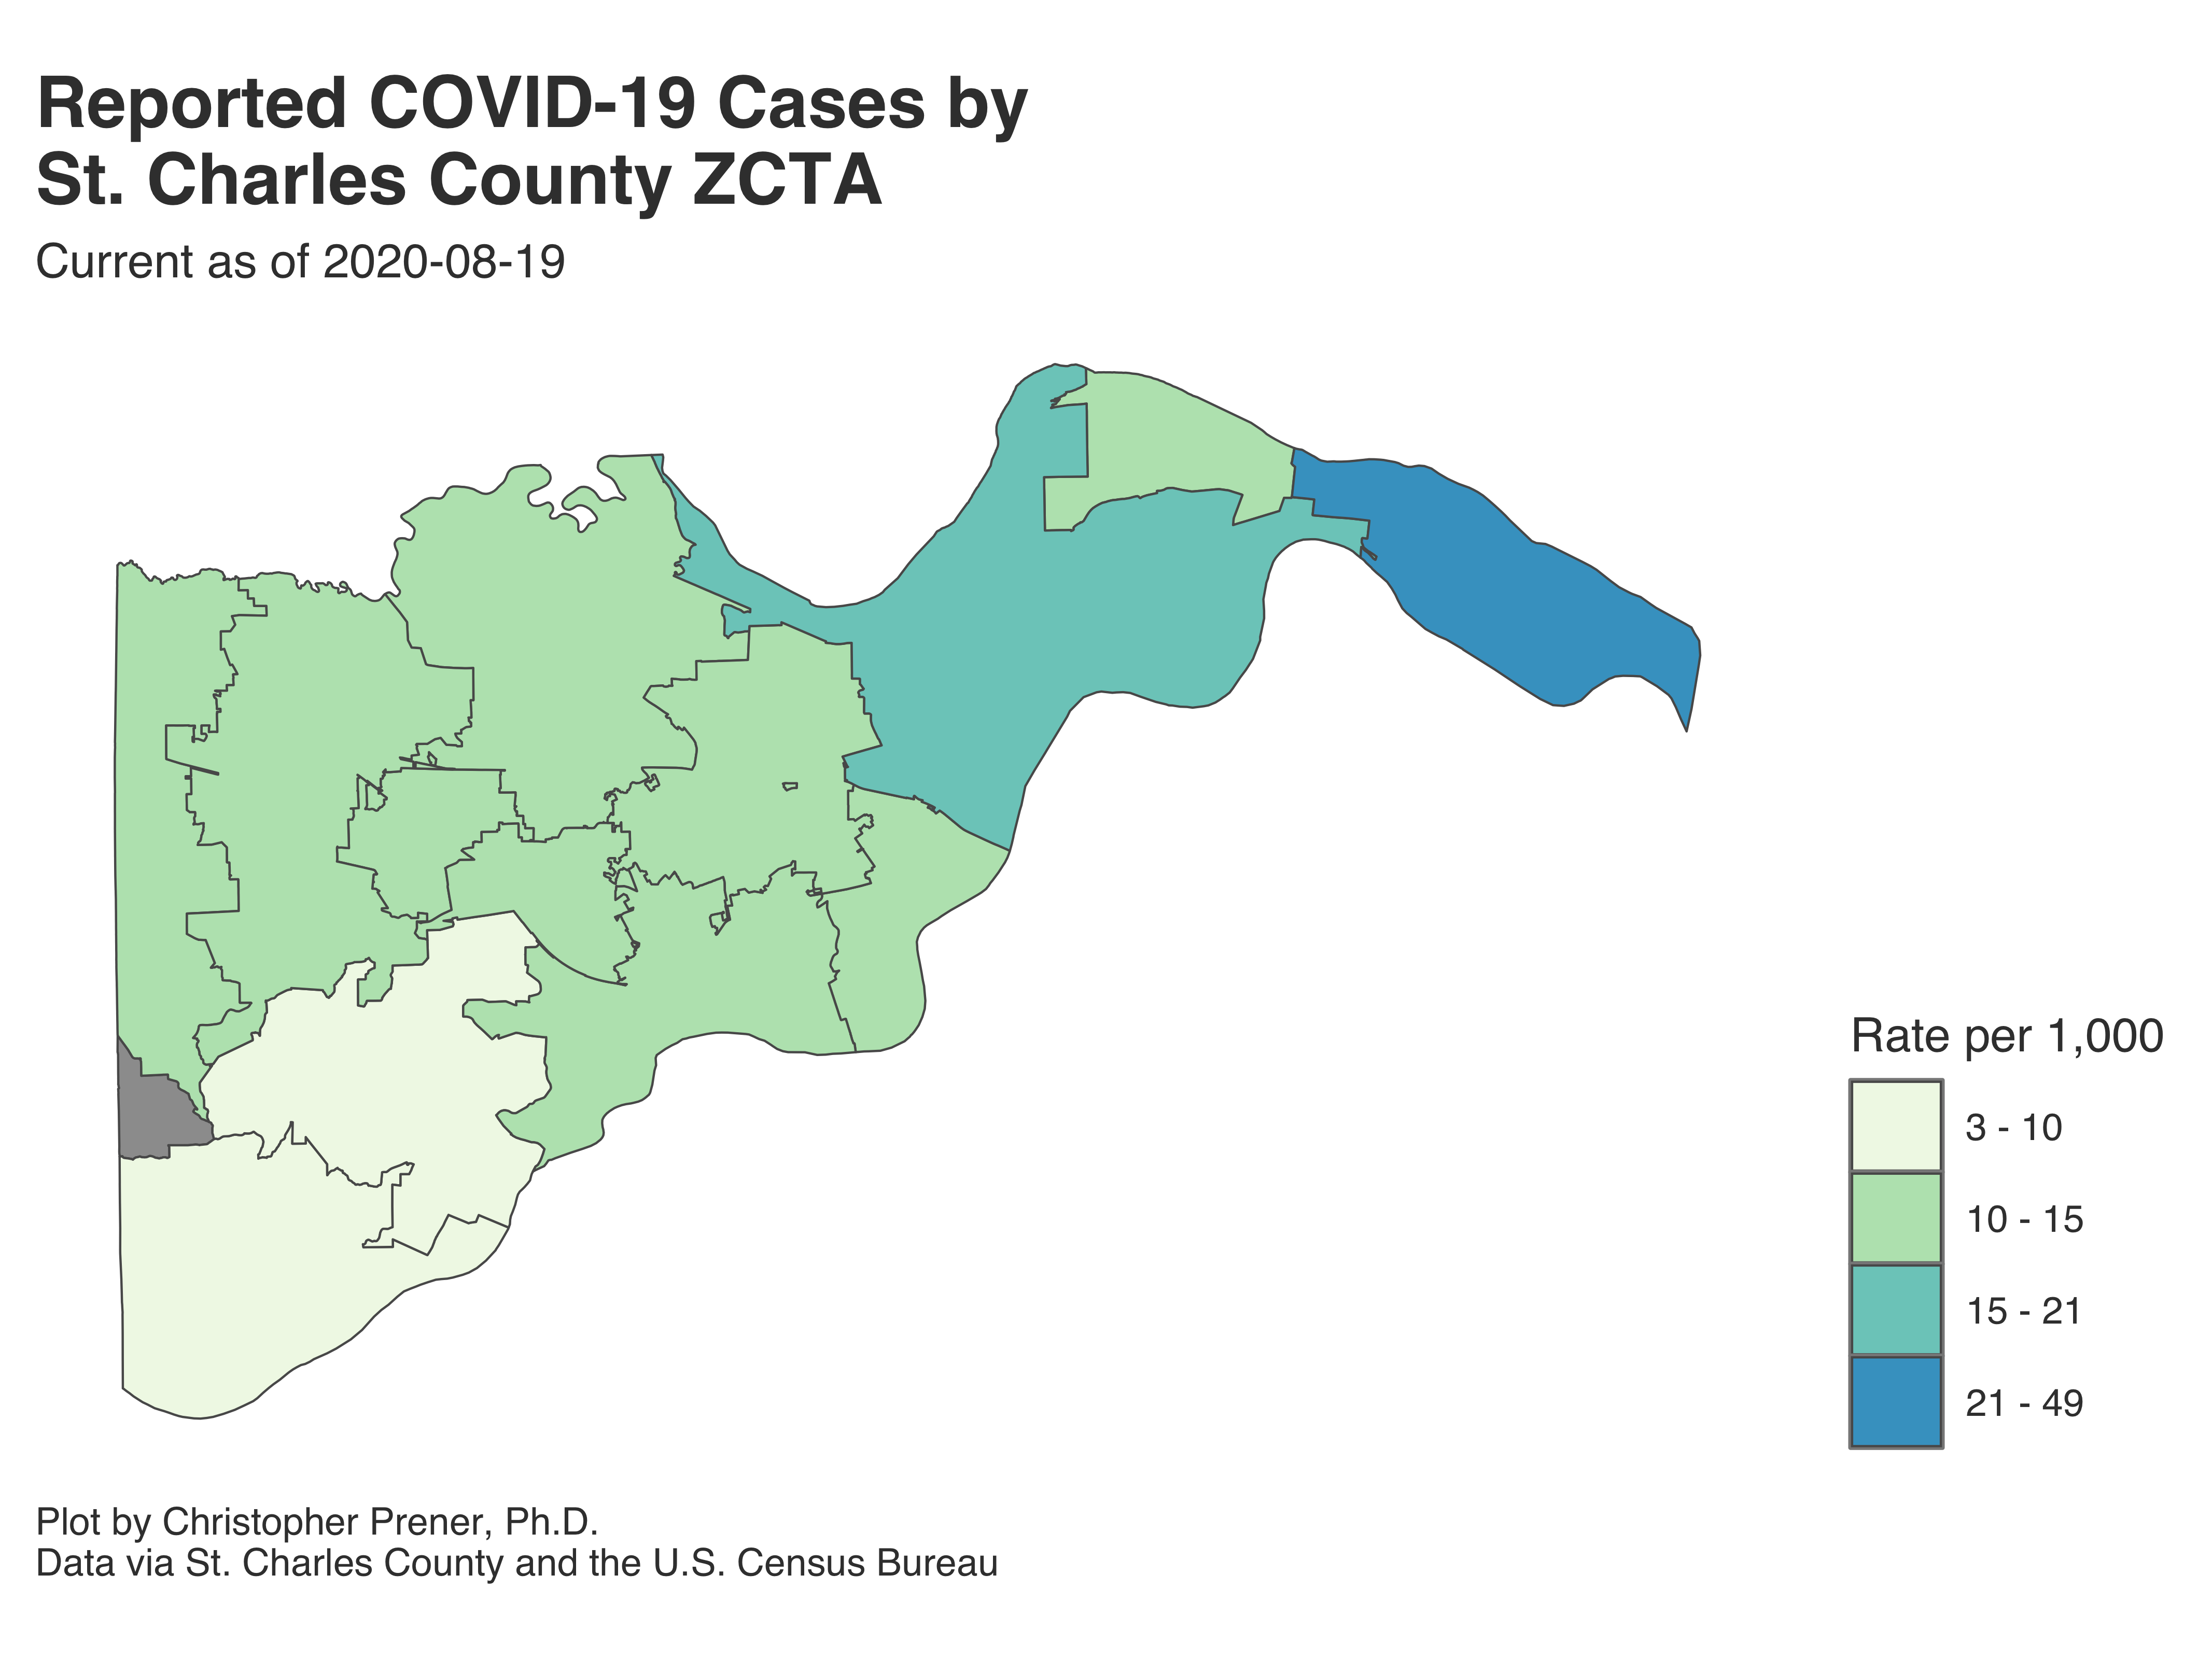 Reported COVID-19 Cases by
St. Charles County ZCTA
Current as of 2020-08-19
Rate per 1,000
3 - 10
10 - 15
15 - 21
21 - 49
Plot by Christopher Prener, Ph.D.
Data via St. Charles County and the U.S. Census Bureau